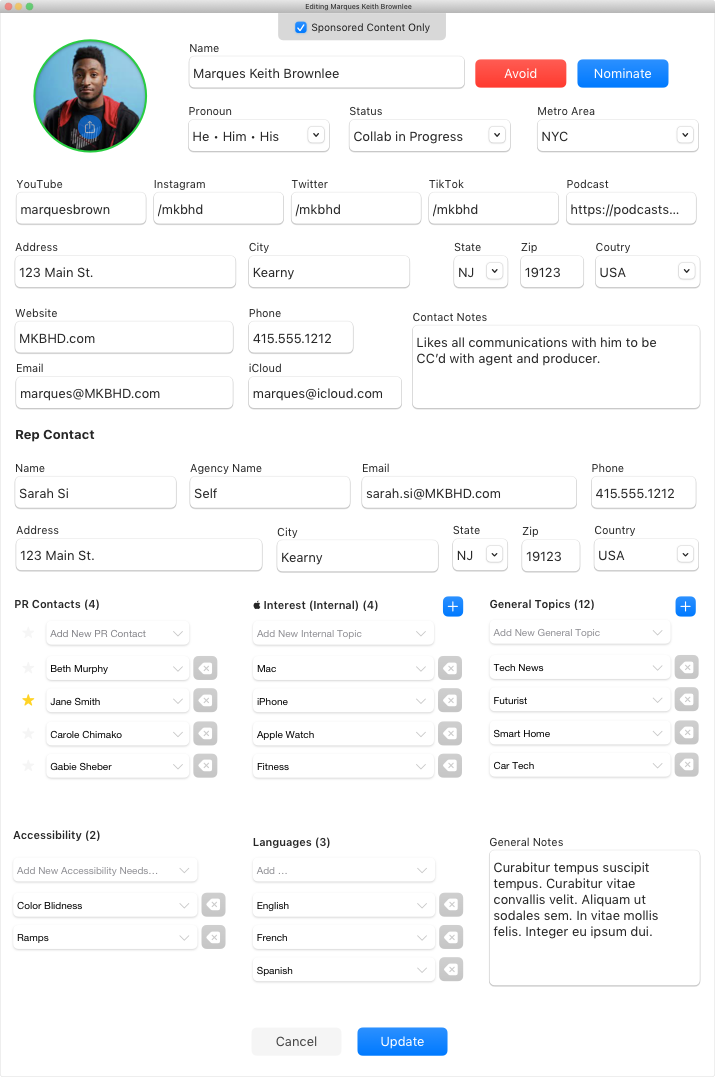 Editing Marques Keith Brownlee
Sponsored Content Only
Name
Marques Keith Brownlee
Avoid
Nominate
Pronoun
Status
Metro Area
He • Him • His
Collab in Progress
NYC
YouTube
Instagram
Twitter
TikTok
Podcast
marquesbrown
/mkbhd
/mkbhd
/mkbhd
https://podcasts...
Address
City
State
Zip
Coutry
123 Main St.
Kearny
NJ
19123
USA
Website
Phone
Contact Notes
MKBHD.com
415.555.1212
Likes all communications with him to be
CC'd with agent and producer.
Email
iCloud
marques@MKBHD.com
marques@icloud.com
Rep Contact
Name
Agency Name
Email
Phone
Sarah Si
Self
sarah.si@MKBHD.com
415.555.1212
Address
City
State
Zip
Country
123 Main St.
Kearny
NJ
19123
USA
PR Contacts (4)
Add New PR Contact
Beth Murphy
Jane Smith
Carole Chimako
Gabie Sheber
Interest (Internal) (4)
Add New Internal Topic
Mac
iPhone
Apple Watch
Fitness
General Topics (12)
Add New General Topic
Tech News
Futurist
Smart Home
Car Tech
Accessibility (2)
Add New Accessibility Needs...
Color Blidness
Ramps
Languages (3)
Add ...
English
French
Spanish
General Notes
Curabitur tempus suscipit
tempus. Curabitur vitae
convallis velit. Aliquam ut
sodales sem. In vitae mollis
felis. Integer eu ipsum dui.
Cancel
Update